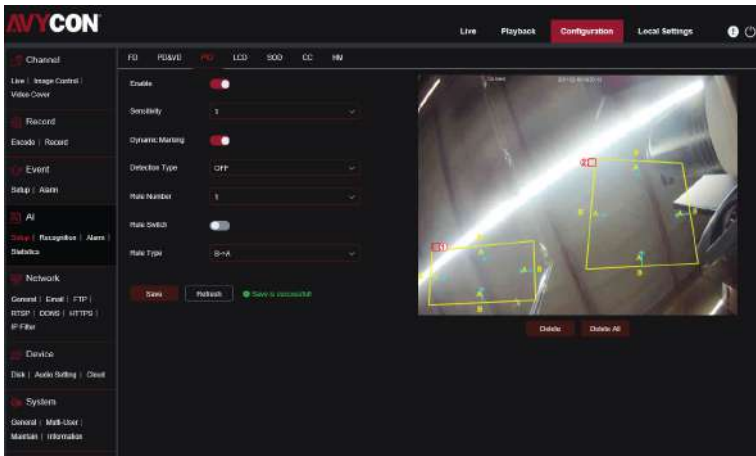 AVYCON
Live Playback Configuration Local Settings
Channel
Live | Image Control |
Video Cover
Record
Encode | Record
Event
Setup | Alarm
AI
Setup | Recognition | Alarm |
Statistics
Network
General | Email | FTP |
RTSP | DDNS | HTTPS |
IP Filter
Device
Disk | Audio Setting | Cloud
System
General | Multi-User |
Maintain | Information
FD PD&VD PID LCD SOD CC HM
Enable
Sensitivity 1
Dynamic Marking
Detection Type OFF
Rule Number 1
Rule Switch
Rule Type B->A
Save Refresh Save is successful!
Delete Delete All